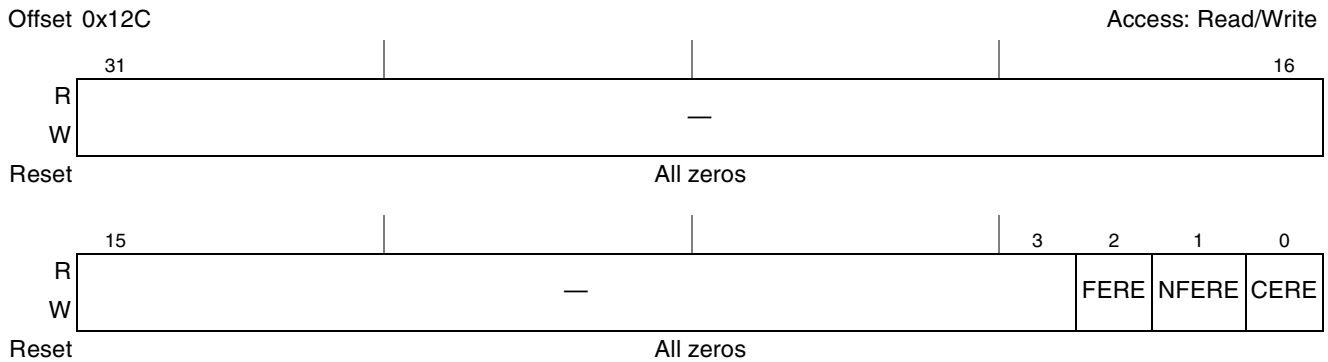 Offset 0x12C Access: Read/Write
31 16
R
—
W
Reset All zeros
15 3 2 1 0
R
— FERE NFERE CERE
W
Reset All zeros